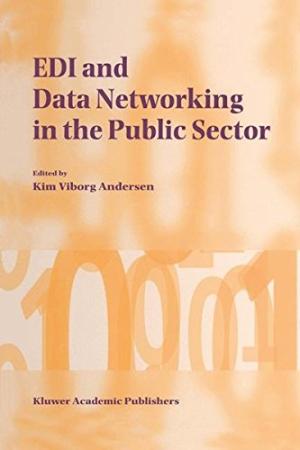 EDI and
Data Networking
in the Public Sector
Edited by
Kim Viborg Andersen
Kluwer Academic Publishers